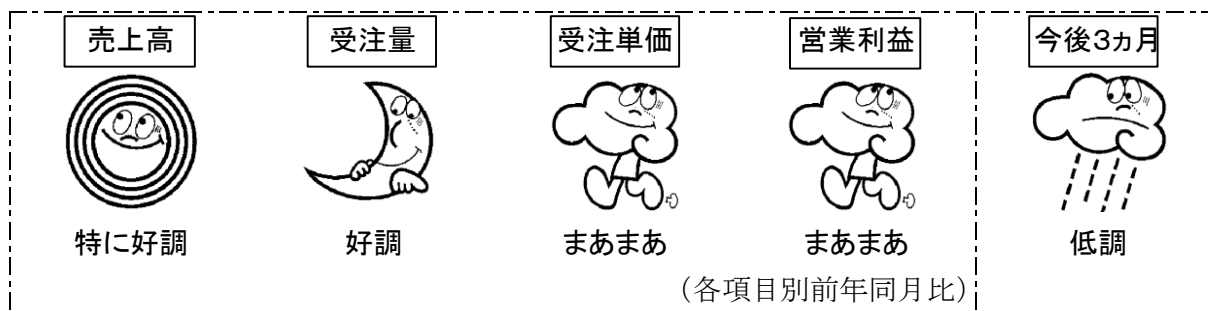 売上高 受注量 受注単価 営業利益 今後3ヵ月
特に好調 好調 まあまあ まあまあ 低調
(各項目別前年同月比)